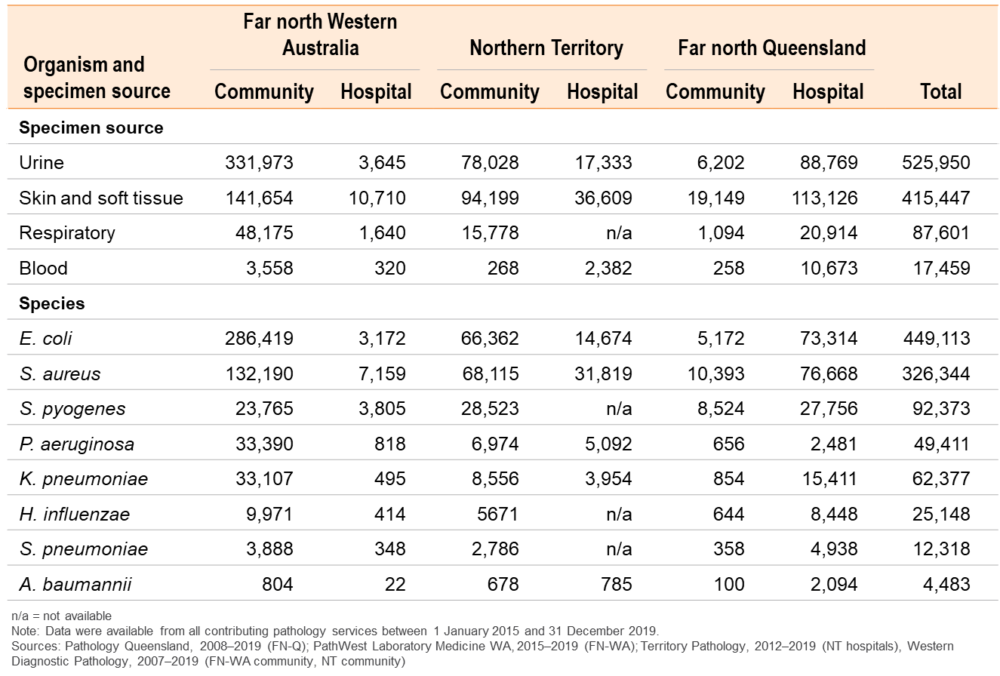 Organism and specimen source | Far north Western Australia | Northern Territory | Far north Queensland | Total
Community | Hospital | Community | Hospital | Community | Hospital
Specimen source
Urine 331,973 3,645 78,028 17,333 6,202 88,769 525,950
Skin and soft tissue 141,654 10,710 94,199 36,609 19,149 113,126 415,447
Respiratory 48,175 1,640 15,778 n/a 1,094 20,914 87,601
Blood 3,558 320 268 2,382 258 10,673 17,459
Species
E. coli 286,419 3,172 66,362 14,674 5,172 73,314 449,113
S. aureus 132,190 7,159 68,115 31,819 10,393 76,668 326,344
S. pyogenes 23,765 3,805 28,523 n/a 8,524 27,756 92,373
P. aeruginosa 33,390 818 6,974 5,092 656 2,481 49,411
K. pneumoniae 33,107 495 8,556 3,954 854 15,411 62,377
H. influenzae 9,971 414 5671 n/a 644 8,448 25,148
S. pneumoniae 3,888 348 2,786 n/a 358 4,938 12,318
A. baumannii 804 22 678 785 100 2,094 4,483
n/a = not available
Note: Data were available from all contributing pathology services between 1 January 2015 and 31 December 2019.
Sources: Pathology Queensland, 2008–2019 (FN-Q); PathWest Laboratory Medicine WA, 2015–2019 (FN-WA); Territory Pathology, 2012–2019 (NT hospitals), Western
Diagnostic Pathology, 2007–2019 (FN-WA community, NT community)